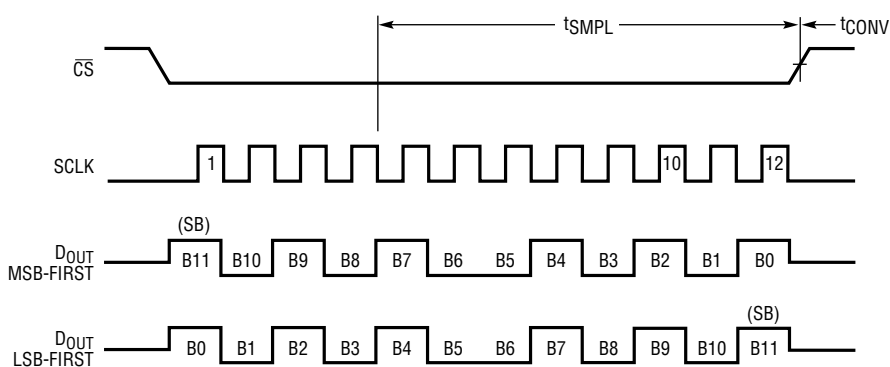 tSMPL tCONV
CS
SCLK 1 10 12
(SB)
DOUT
MSB-FIRST
B11 B10 B9 B8 B7 B6 B5 B4 B3 B2 B1 B0
(SB)
DOUT
LSB-FIRST
B0 B1 B2 B3 B4 B5 B6 B7 B8 B9 B10 B11